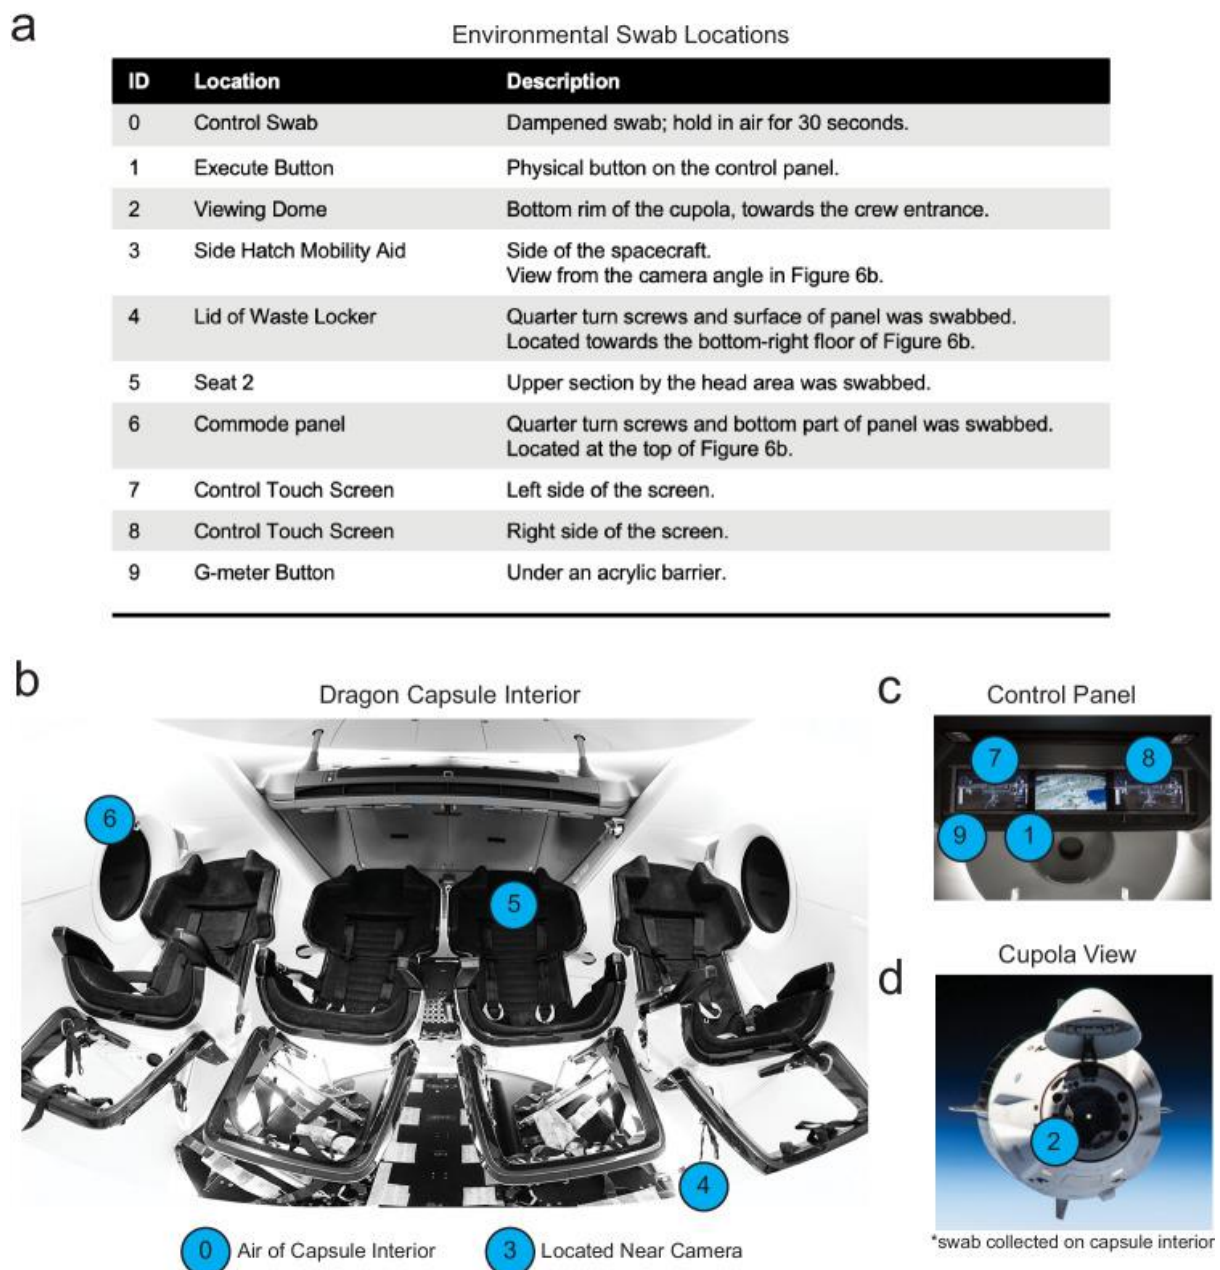 a
Environmental Swab Locations
ID Location Description
0 Control Swab Dampened swab; hold in air for 30 seconds.
1 Execute Button Physical button on the control panel.
2 Viewing Dome Bottom rim of the cupola, towards the crew entrance.
3 Side Hatch Mobility Aid Side of the spacecraft.
View from the camera angle in Figure 6b.
4 Lid of Waste Locker Quarter turn screws and surface of panel was swabbed.
Located towards the bottom-right floor of Figure 6b.
5 Seat 2 Upper section by the head area was swabbed.
6 Commode panel Quarter turn screws and bottom part of panel was swabbed.
Located at the top of Figure 6b.
7 Control Touch Screen Left side of the screen.
8 Control Touch Screen Right side of the screen.
9 G-meter Button Under an acrylic barrier.
b
Dragon Capsule Interior
6
5
4
0 Air of Capsule Interior
3 Located Near Camera
c
Control Panel
7
8
9
1
d
Cupola View
2
*swab collected on capsule interior